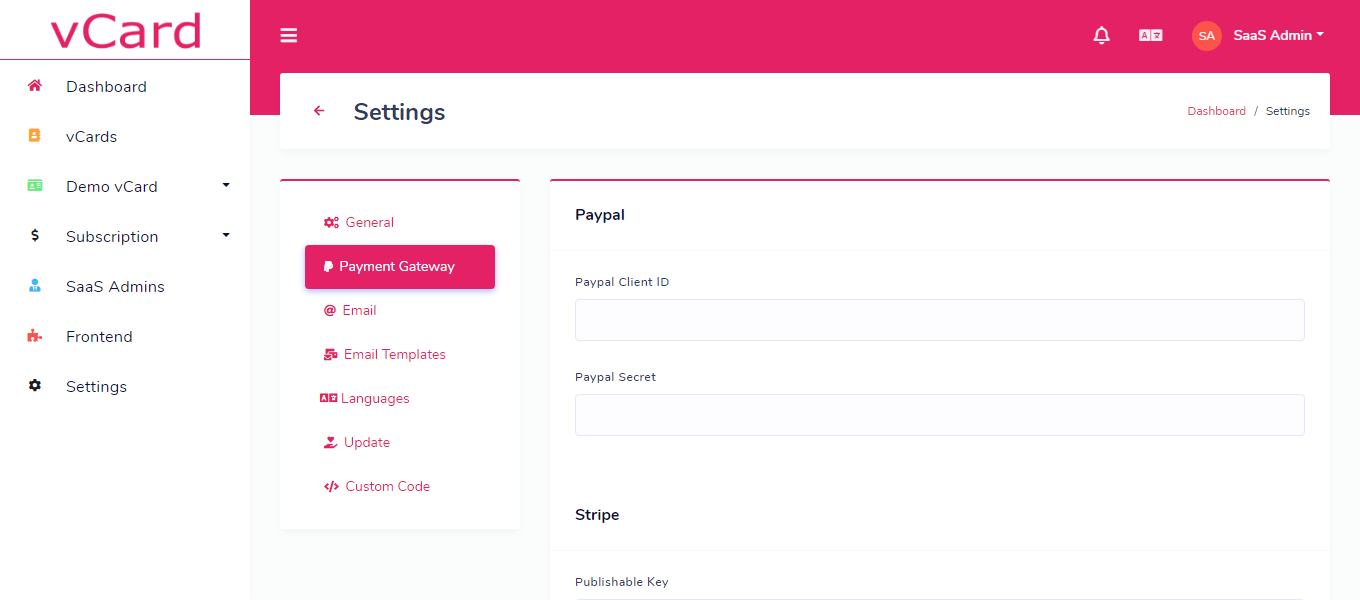 vCard
SA
SaaS Admin
Dashboard
vCards
Demo vCard
Subscription
SaaS Admins
Frontend
Settings
Settings
Dashboard / Settings
General
Payment Gateway
Email
Email Templates
Languages
Update
Custom Code
Paypal
Paypal Client ID
Paypal Secret
Stripe
Publishable Key